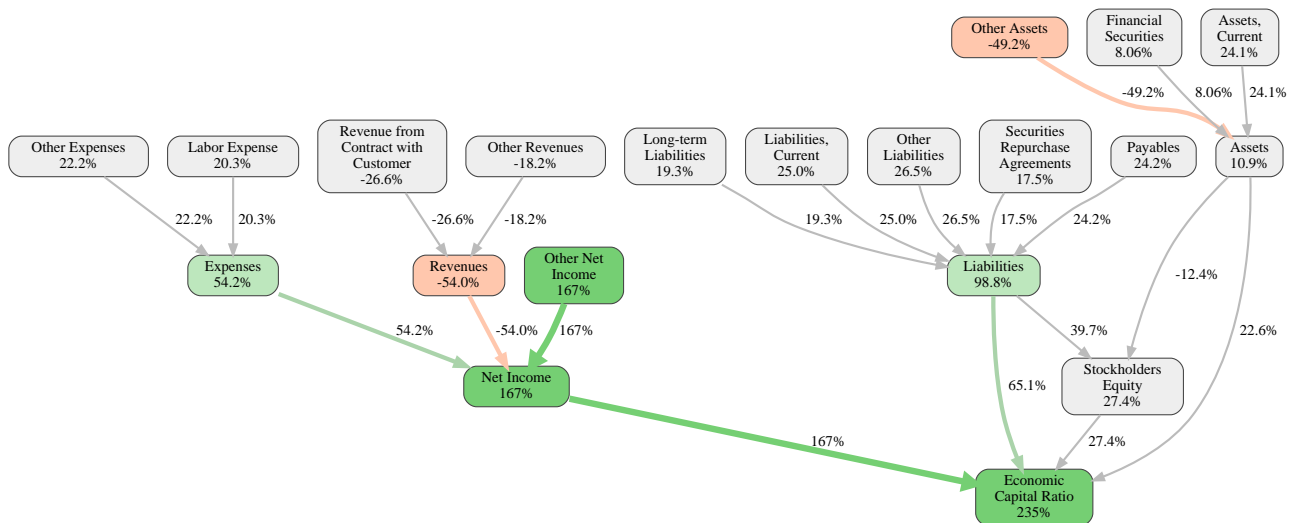 Other Assets
-49.2%
Financial
Securities
8.06%
Assets,
Current
24.1%
-49.2%
8.06%
24.1%
Other Expenses
22.2%
Labor Expense
20.3%
Revenue from
Contract with
Customer
-26.6%
Other Revenues
-18.2%
Long-term
Liabilities
19.3%
Liabilities,
Current
25.0%
Other
Liabilities
26.5%
Securities
Repurchase
Agreements
17.5%
Payables
24.2%
Assets
10.9%
22.2%
20.3%
-26.6%
-18.2%
19.3%
25.0%
26.5%
17.5%
24.2%
Expenses
54.2%
Revenues
-54.0%
Other Net
Income
167%
Liabilities
98.8%
-12.4%
54.2%
-54.0%
167%
39.7%
22.6%
Net Income
167%
65.1%
Stockholders
Equity
27.4%
167%
27.4%
Economic
Capital Ratio
235%